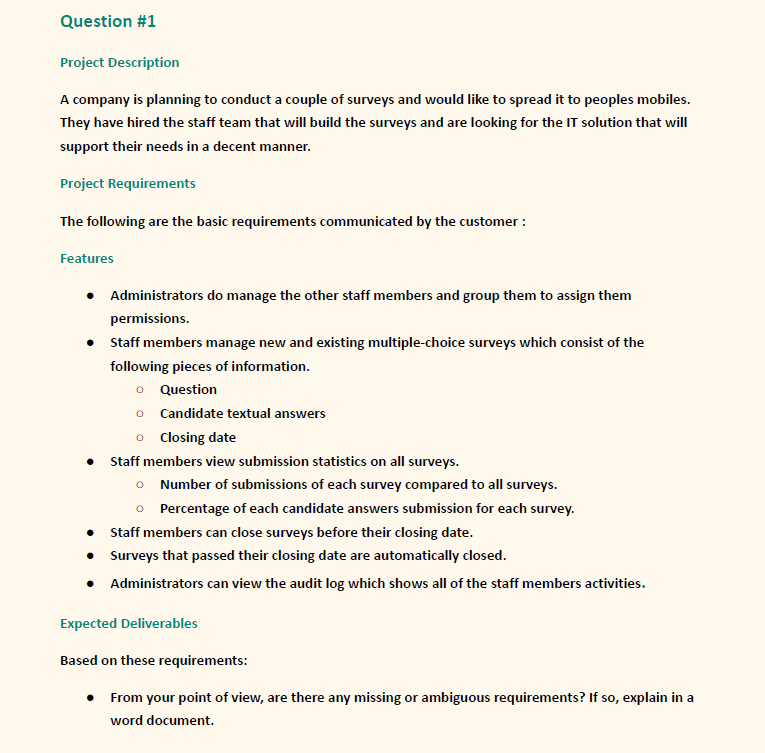 Question #1
Project Description
A company is planning to conduct a couple of surveys and would like to spread it to peoples mobiles.
They have hired the staff team that will build the surveys and are looking for the IT solution that will
support their needs in a decent manner.
Project Requirements
The following are the basic requirements communicated by the customer :
Features
● Administrators do manage the other staff members and group them to assign them
permissions.
● Staff members manage new and existing multiple-choice surveys which consist of the
following pieces of information.
○ Question
○ Candidate textual answers
○ Closing date
● Staff members view submission statistics on all surveys.
○ Number of submissions of each survey compared to all surveys.
○ Percentage of each candidate answers submission for each survey.
● Staff members can close surveys before their closing date.
● Surveys that passed their closing date are automatically closed.
● Administrators can view the audit log which shows all of the staff members activities.
Expected Deliverables
Based on these requirements:
● From your point of view, are there any missing or ambiguous requirements? If so, explain in a
word document.